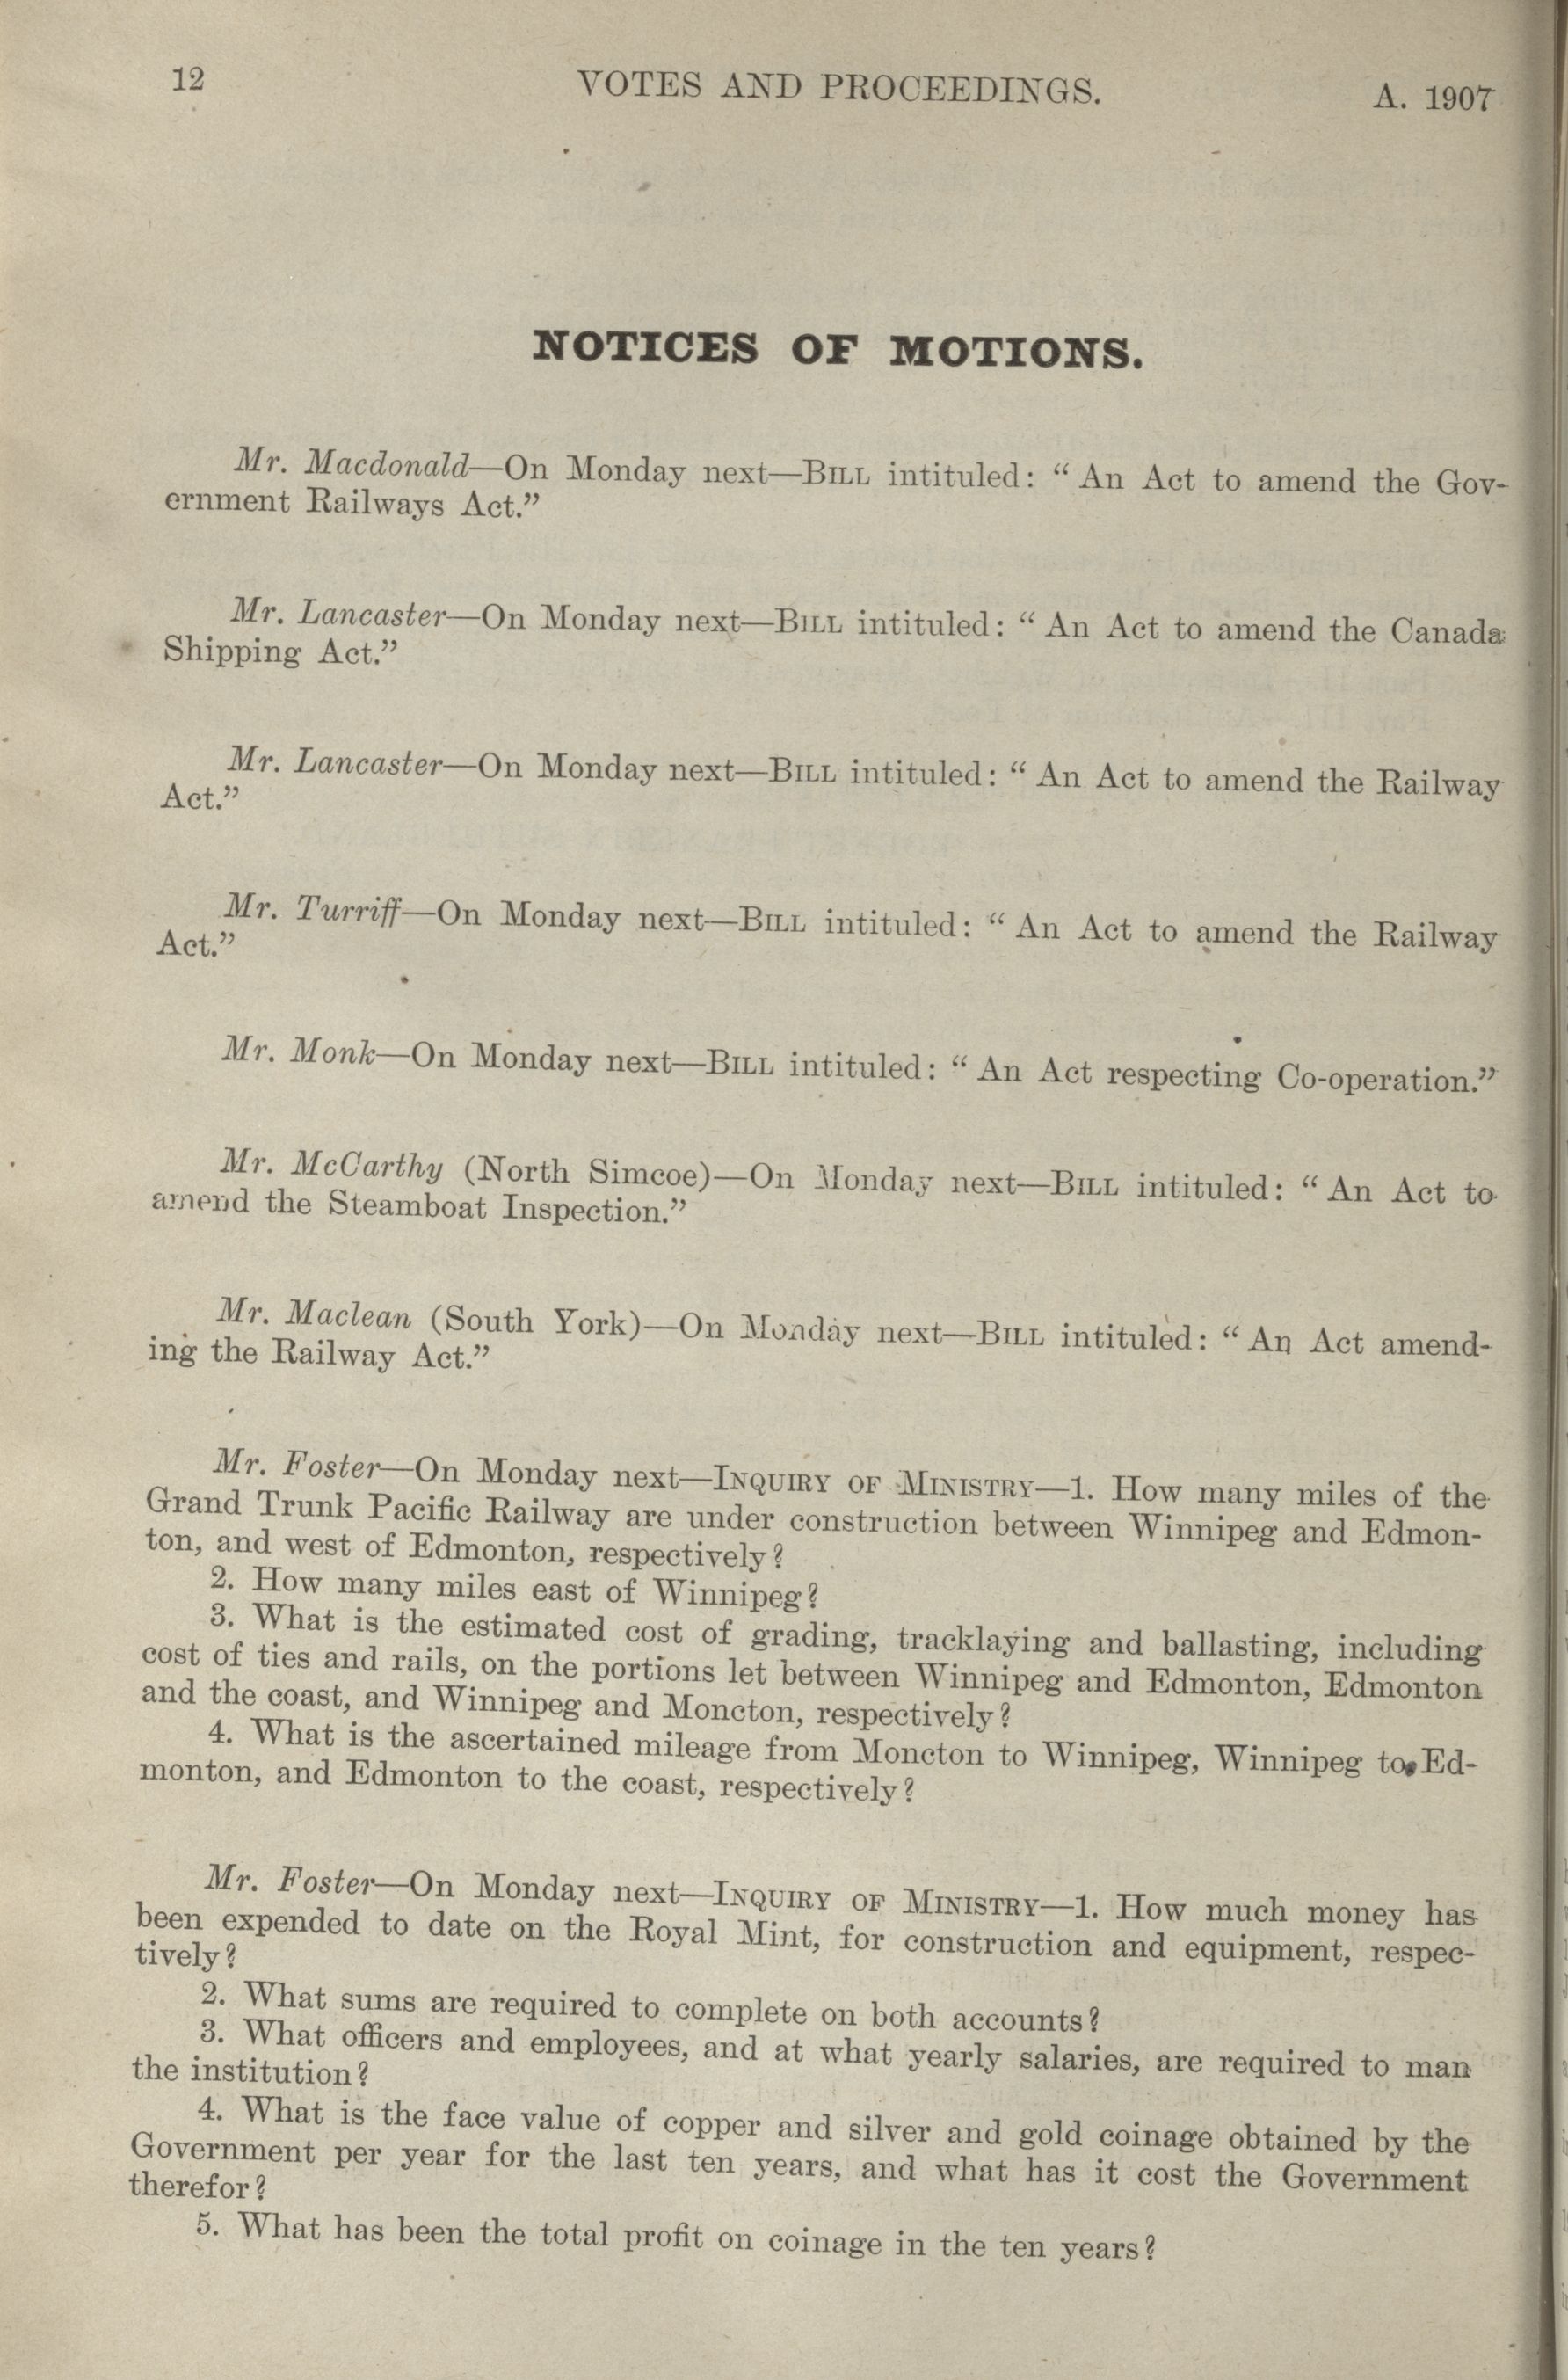 12
VOTES AND PROCEEDINGS.
A. 1907
NOTICES OF MOTIONS.
Mr. Macdonald—On Monday next—BILL intituled: “ An Act to amend the Gov-
ernment Railways Act.”
Mr. Lancaster—On Monday next—BILL intituled: “ An Act to amend the Canada
Shipping Act.”
Mr. Lancaster—On Monday next—BILL intituled: “ An Act to amend the Railway
Act.”
Mr. Turriff—On Monday next—BILL intituled: “ An Act to amend the Railway
Act.”
Mr. Monk—On Monday next—BILL intituled: “ An Act respecting Co-operation.”
Mr. McCarthy (North Simcoe)—On Monday next—BILL intituled: “ An Act to
amend the Steamboat Inspection.”
Mr. Maclean (South York)—On Monday next—BILL intituled: “ An Act amend-
ing the Railway Act.”
Mr. Foster—On Monday next—INQUIRY OF MINISTRY—1. How many miles of the
Grand Trunk Pacific Railway are under construction between Winnipeg and Edmon-
ton, and west of Edmonton, respectively?
2. How many miles east of Winnipeg?
3. What is the estimated cost of grading, tracklaying and ballasting, including
cost of ties and rails, on the portions let between Winnipeg and Edmonton, Edmonton
and the coast, and Winnipeg and Moncton, respectively?
4. What is the ascertained mileage from Moncton to Winnipeg, Winnipeg to Ed-
monton, and Edmonton to the coast, respectively?
Mr. Foster—On Monday next—INQUIRY OF MINISTRY—1. How much money has
been expended to date on the Royal Mint, for construction and equipment, respec-
tively?
2. What sums are required to complete on both accounts?
3. What officers and employees, and at what yearly salaries, are required to man
the institution?
4. What is the face value of copper and silver and gold coinage obtained by the
Government per year for the last ten years, and what has it cost the Government
therefor?
5. What has been the total profit on coinage in the ten years?